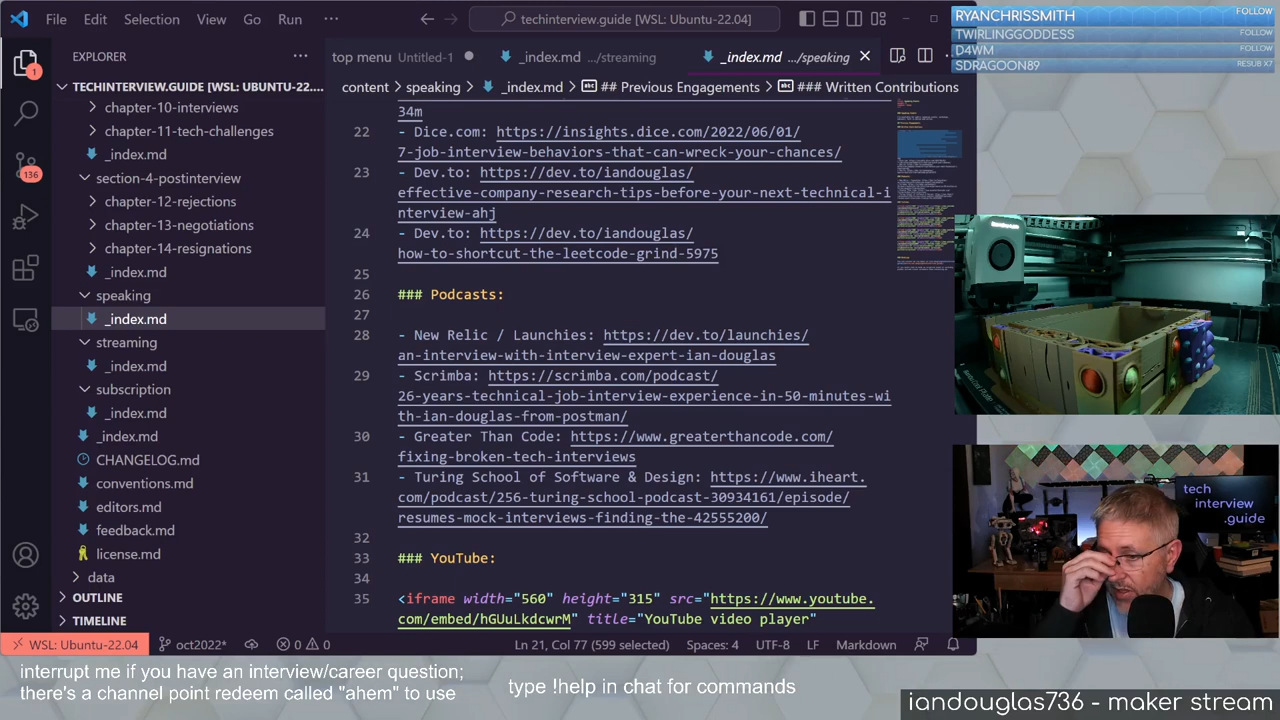 File Edit Selection View Go Run ···
techinterview.guide [WSL: Ubuntu-22.04]
RYANCHRISSMITH FOLLOW
TWIRLINGGODDESS FOLLOW
D4WM FOLLOW
SDRAGOON89 RESUB X7
EXPLORER ···
top menu Untitled-1
_index.md .../streaming
_index.md .../speaking
content > speaking > _index.md > ## Previous Engagements > ### Written Contributions
1
136
TECHINTERVIEW.GUIDE [WSL: UBUNTU-22....
chapter-10-interviews
chapter-11-tech-challenges
_index.md
section4_postinterview
chapter-12-rejections
chapter-13-negotiations
chapter-14-resignations
_index.md
speaking
_index.md
streaming
_index.md
subscription
_index.md
_index.md
CHANGELOG.md
conventions.md
editors.md
feedback.md
license.md
data
OUTLINE
TIMELINE
34m
22 - Dice.com: https://insights.dice.com/2022/06/01/
7-job-interview-behaviors-that-can-wreck-your-chances/
23 - Dev.to: https://dev.to/iandouglas/
effective-company-research-to-do-before-your-next-technical-i
nterview-ahj
24 - Dev.to: https://dev.to/iandouglas/
how-to-break-out-the-leetcode-grind-5975
25
26 ### Podcasts:
27
28 - New Relic / Launchies: https://dev.to/launchies/
an-interview-with-interview-expert-ian-douglas
29 - Scrimba: https://scrimba.com/podcast/
26-years-technical-job-interview-experience-in-50-minutes-wi
th-ian-douglas-from-postman/
30 - Greater Than Code: https://www.greaterthancode.com/
fixing-broken-tech-interviews
31 - Turing School of Software & Design: https://www.iheart.
com/podcast/256-turing-school-podcast-30934161/episode/
resumes-mock-interviews-finding-the-42555200/
32
33 ### YouTube:
34
35 <iframe width="560" height="315" src="https://www.youtube.
com/embed/hGUuLkdcwrM" title="YouTube video player"
tech
interview
.guide
WSL: Ubuntu-22.04 oct2022* 0 0 Ln 21, Col 77 (599 selected) Spaces: 4 UTF-8 LF Markdown
interrupt me if you have an interview/career question;
there's a channel point redeem called "ahem" to use
type !help in chat for commands
iandouglas736 - maker stream